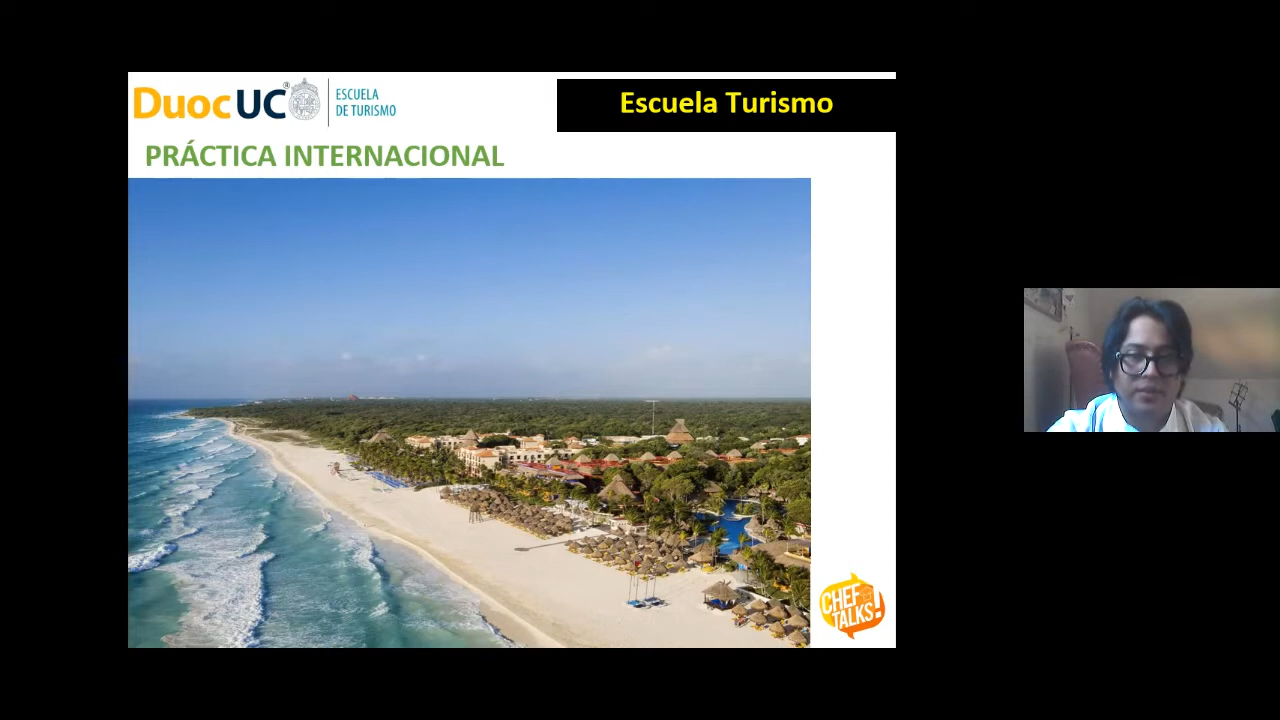 Duoc UC®
ESCUELA
DE TURISMO
Escuela Turismo
PRÁCTICA INTERNACIONAL
CHEF
TALKS!